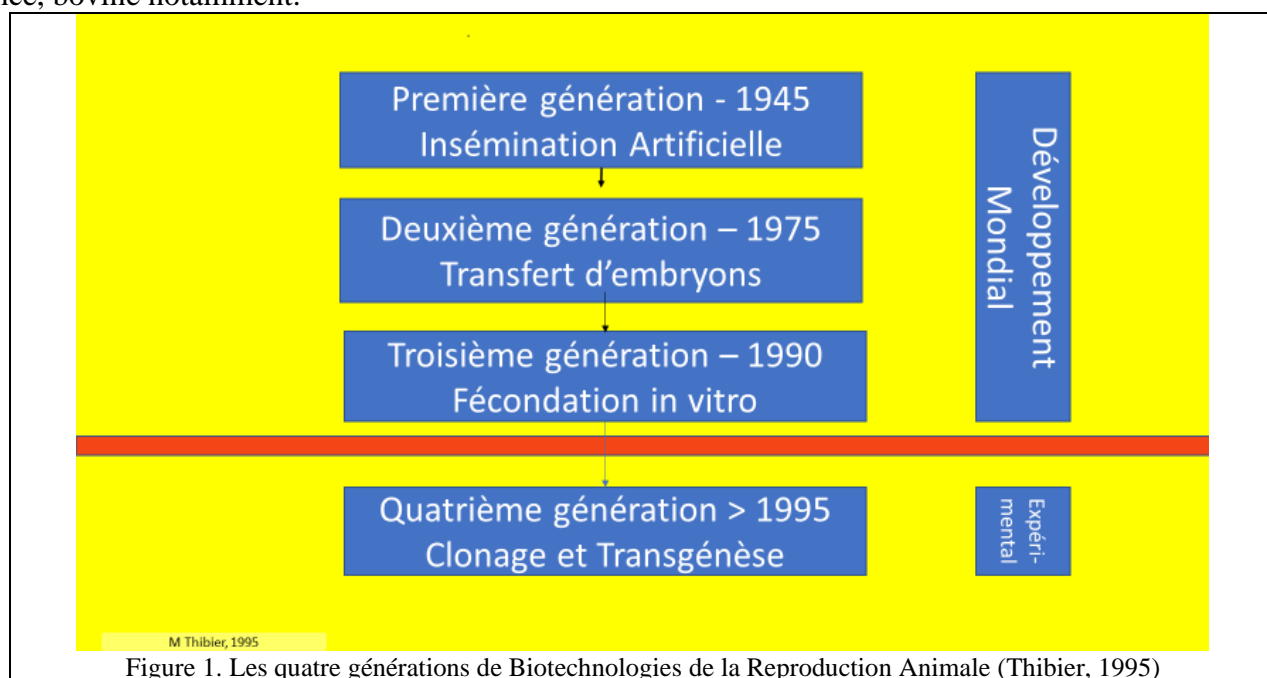 bovine notamment.
Première génération - 1945
Insémination Artificielle
Deuxième génération – 1975
Transfert d’embryons
Troisième génération – 1990
Fécondation in vitro
Développement
Mondial
Quatrième génération > 1995
Clonage et Transgénèse
Expéri-
mental
M Thibier, 1995
Figure 1. Les quatre générations de Biotechnologies de la Reproduction Animale (Thibier, 1995)